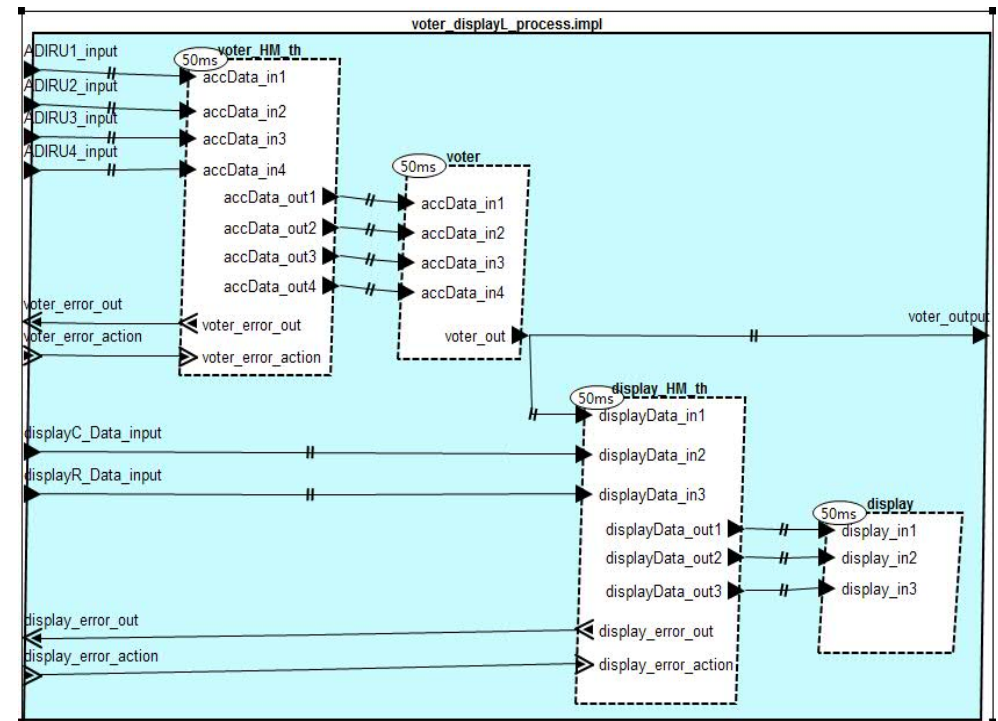 voter_displayL_process.impl
ADIRU1_input
50ms
voter_HM_th
accData_in1
ADIRU2_input
accData_in2
ADIRU3_input
accData_in3
ADIRU4_input
accData_in4
accData_out1
accData_out2
accData_out3
accData_out4
voter_error_out
voter_error_out
voter_error_action
voter_error_action
50ms
voter
accData_in1
accData_in2
accData_in3
accData_in4
voter_out
voter_output
50ms
display_HM_th
displayData_in1
displayC_Data_input
displayData_in2
displayR_Data_input
displayData_in3
displayData_out1
displayData_out2
displayData_out3
display_error_out
display_error_out
display_error_action
display_error_action
50ms
display
display_in1
display_in2
display_in3